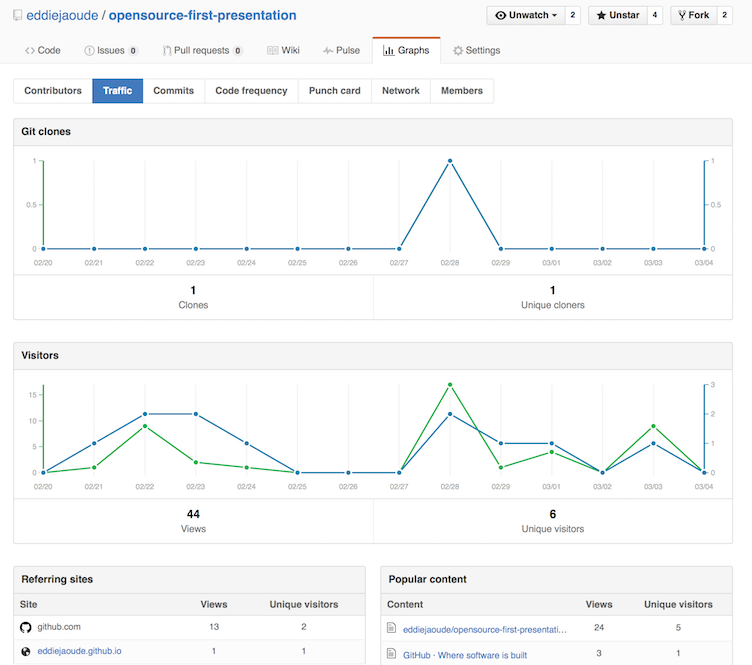 eddiejaoude / opensource-first-presentation Unwatch 2 Unstar 4 Fork 2
Code Issues 0 Pull requests 0 Wiki Pulse Graphs Settings
Contributors Traffic Commits Code frequency Punch card Network Members
Git clones
1 1
0.5 0.5
0 0
02/20 02/21 02/22 02/23 02/24 02/25 02/26 02/27 02/28 02/29 03/01 03/02 03/03 03/04
1 1
Clones Unique cloners
Visitors
3
15
2
10
1
5
0 0
02/20 02/21 02/22 02/23 02/24 02/25 02/26 02/27 02/28 02/29 03/01 03/02 03/03 03/04
44 6
Views Unique visitors
Referring sites
Site Views Unique visitors
github.com 13 2
eddiejaoude.github.io 1 1
Popular content
Content Views Unique visitors
eddiejaoude/opensource-first-presentati... 24 5
GitHub · Where software is built 3 1